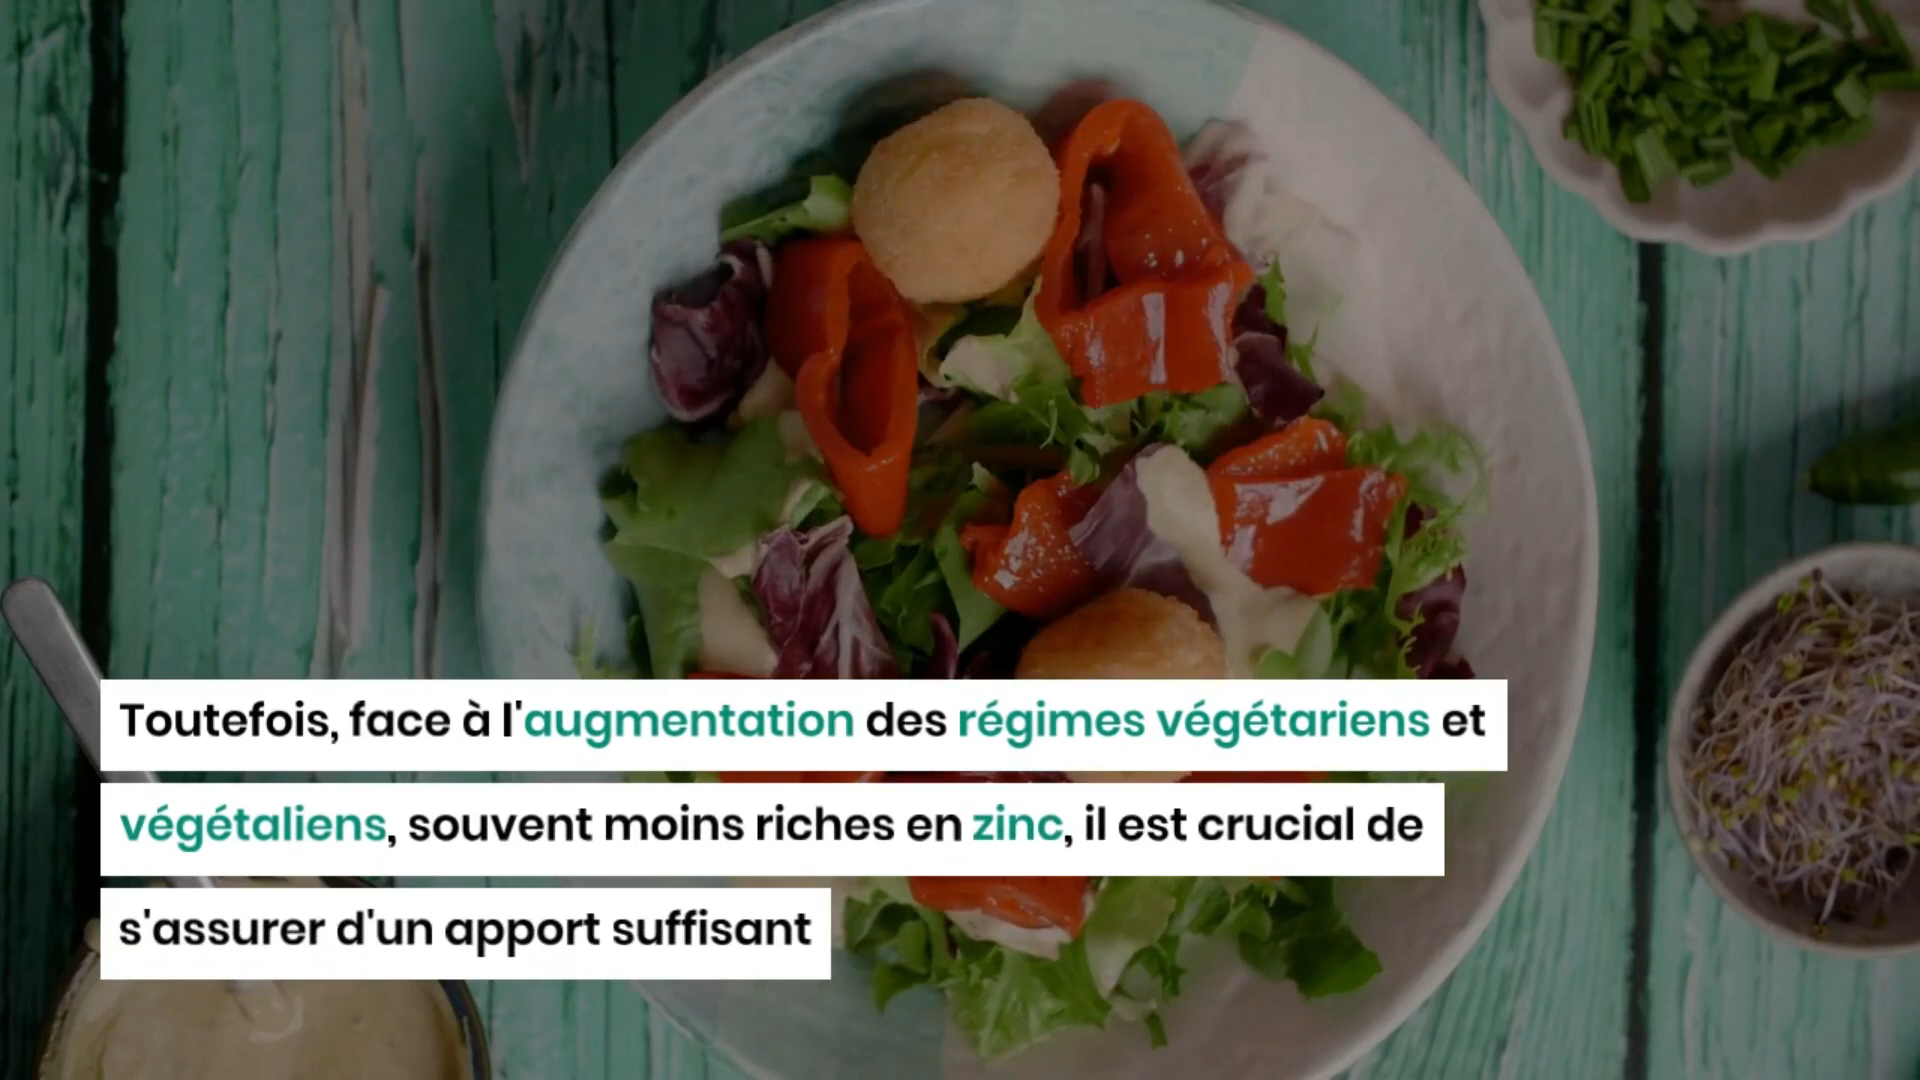 Toutefois, face à l'augmentation des régimes végétariens et
végétaliens, souvent moins riches en zinc, il est crucial de
s'assurer d'un apport suffisant